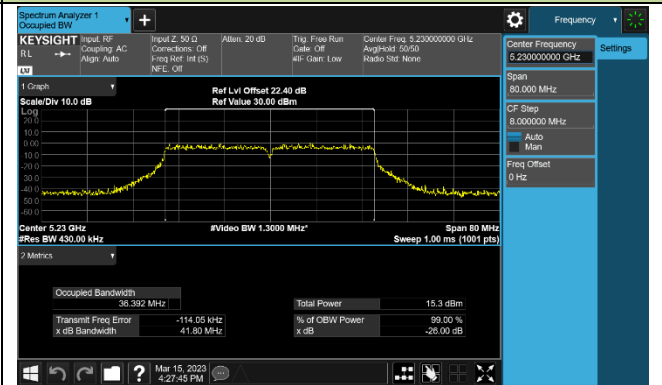 Spectrum Analyzer 1
Occupied BW
Frequency
KEYSIGHT
RL
Input: RF
Coupling: AC
Align: Auto
Input Z: 50 Ω
Corrections: Off
Freq Ref: Int (S)
NFE: Off
Atten: 20 dB
Trig: Free Run
Gate: Off
#IF Gain: Low
Center Freq: 5.230000000 GHz
Avg|Hold: 50/50
Radio Std: None
LXI
Center Frequency
5.230000000 GHz
Settings
Span
80.000 MHz
CF Step
8.000000 MHz
Auto
Man
Freq Offset
0 Hz
1 Graph
Scale/Div 10.0 dB
Ref Lvl Offset 22.40 dB
Ref Value 30.00 dBm
Log
20.0
10.0
0.00
-10.0
-20.0
-30.0
-40.0
-50.0
-60.0
Center 5.23 GHz
#Video BW 1.3000 MHz*
Span 80 MHz
#Res BW 430.00 kHz
Sweep 1.00 ms (1001 pts)
2 Metrics
Occupied Bandwidth
36.392 MHz
Total Power
15.3 dBm
Transmit Freq Error
-114.05 kHz
% of OBW Power
99.00 %
x dB Bandwidth
41.80 MHz
x dB
-26.00 dB
?
Mar 15, 2023
4:27:45 PM